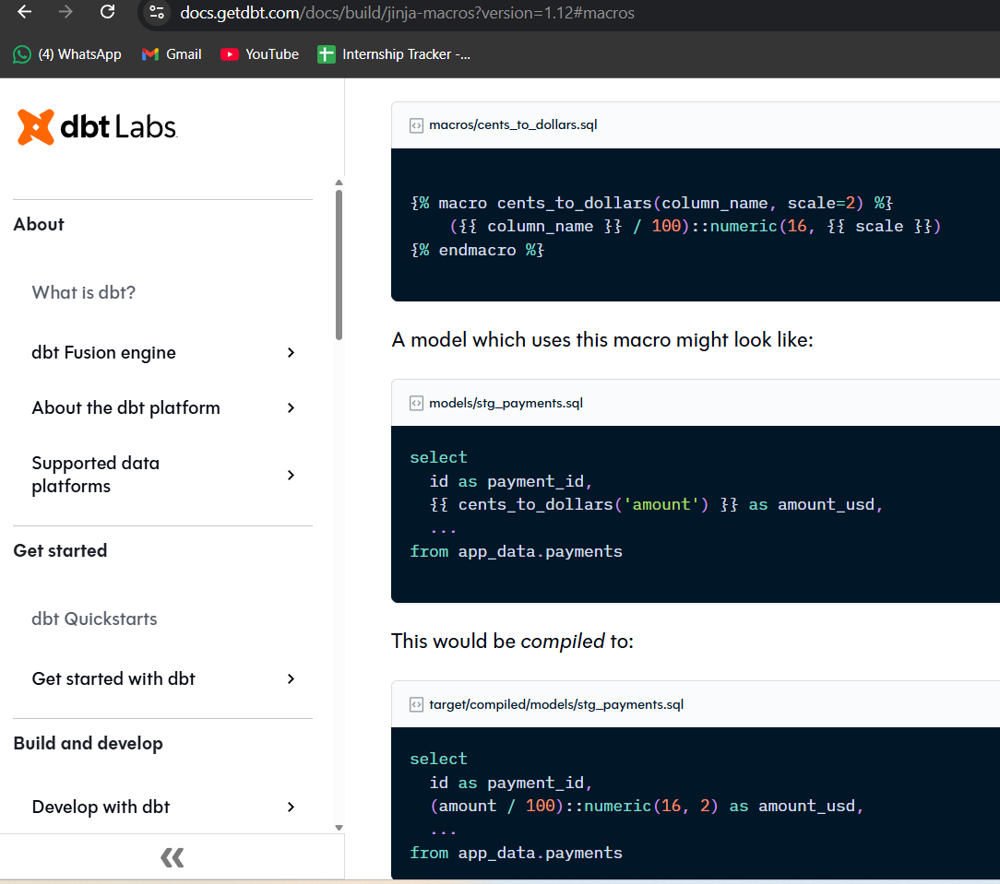 docs.getdbt.com/docs/build/jinja-macros?version=1.12#macros
(4) WhatsApp
Gmail
YouTube
Internship Tracker -...
dbt Labs
About
What is dbt?
dbt Fusion engine
About the dbt platform
Supported data
platforms
Get started
dbt Quickstarts
Get started with dbt
Build and develop
Develop with dbt
macros/cents_to_dollars.sql
{% macro cents_to_dollars(column_name, scale=2) %}
    ({{ column_name }} / 100)::numeric(16, {{ scale }})
{% endmacro %}
A model which uses this macro might look like:
models/stg_payments.sql
select
  id as payment_id,
  {{ cents_to_dollars('amount') }} as amount_usd,
  ...
from app_data.payments
This would be compiled to:
target/compiled/models/stg_payments.sql
select
  id as payment_id,
  (amount / 100)::numeric(16, 2) as amount_usd,
  ...
from app_data.payments